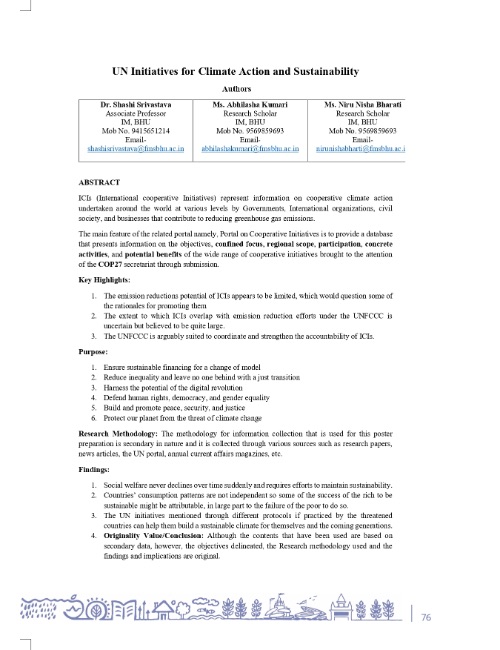 UN Initiatives for Climate Action and Sustainability
Authors
Dr. Shashi Srivastava
Associate Professor
IM, BHU
Mob No. 9415651214
Email-
shashisrivastava@fmsbhu.ac.in
Ms. Abhilasha Kumari
Research Scholar
IM, BHU
Mob No. 9569859693
Email-
abhilashakumari@fmsbhu.ac.in
Ms. Niru Nisha Bharati
Research Scholar
IM, BHU
Mob No. 9569859693
Email-
nirunishabharti@fmsbhu.ac.i
ABSTRACT
ICIs (International cooperative Initiatives) represent information on cooperative climate action
undertaken around the world at various levels by Governments, International organizations, civil
society, and businesses that contribute to reducing greenhouse gas emissions.
The main feature of the related portal namely, Portal on Cooperative Initiatives is to provide a database
that presents information on the objectives, confined focus, regional scope, participation, concrete
activities, and potential benefits of the wide range of cooperative initiatives brought to the attention
of the COP27 secretariat through submission.
Key Highlights:
1. The emission reductions potential of ICIs appears to be limited, which would question some of
the rationales for promoting them
2. The extent to which ICIs overlap with emission reduction efforts under the UNFCCC is
uncertain but believed to be quite large.
3. The UNFCCC is arguably suited to coordinate and strengthen the accountability of ICIs.
Purpose:
1. Ensure sustainable financing for a change of model
2. Reduce inequality and leave no one behind with a just transition
3. Harness the potential of the digital revolution
4. Defend human rights, democracy, and gender equality
5. Build and promote peace, security, and justice
6. Protect our planet from the threat of climate change
Research Methodology: The methodology for information collection that is used for this poster
preparation is secondary in nature and it is collected through various sources such as research papers,
news articles, the UN portal, annual current affairs magazines, etc.
Findings:
1. Social welfare never declines over time suddenly and requires efforts to maintain sustainability.
2. Countries' consumption patterns are not independent so some of the success of the rich to be
sustainable might be attributable, in large part to the failure of the poor to do so.
3. The UN initiatives mentioned through different protocols if practiced by the threatened
countries can help them build a sustainable climate for themselves and the coming generations.
4. Originality Value/Conclusion: Although the contents that have been used are based on
secondary data, however, the objectives delineated, the Research methodology used and the
findings and implications are original.
76